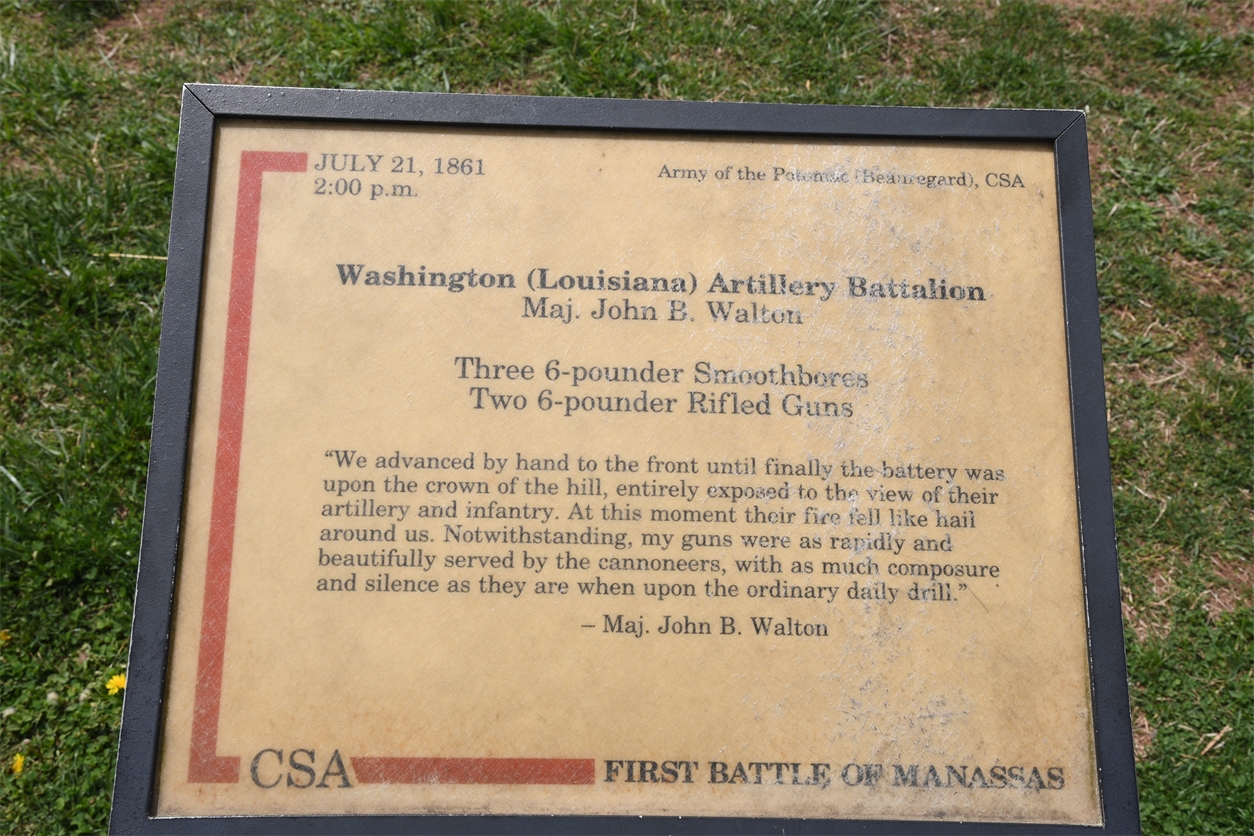 JULY 21, 1861
2:00 p.m.
Army of the Potomac (Beauregard), CSA
Washington (Louisiana) Artillery Battalion
Maj. John B. Walton
Three 6-pounder Smoothbores
Two 6-pounder Rifled Guns
“We advanced by hand to the front until finally the battery was
upon the crown of the hill, entirely exposed to the view of their
artillery and infantry. At this moment their fire fell like hail
around us. Notwithstanding, my guns were as rapidly and
beautifully served by the cannoneers, with as much composure
and silence as they are when upon the ordinary daily drill.”
– Maj. John B. Walton
CSA
FIRST BATTLE OF MANASSAS